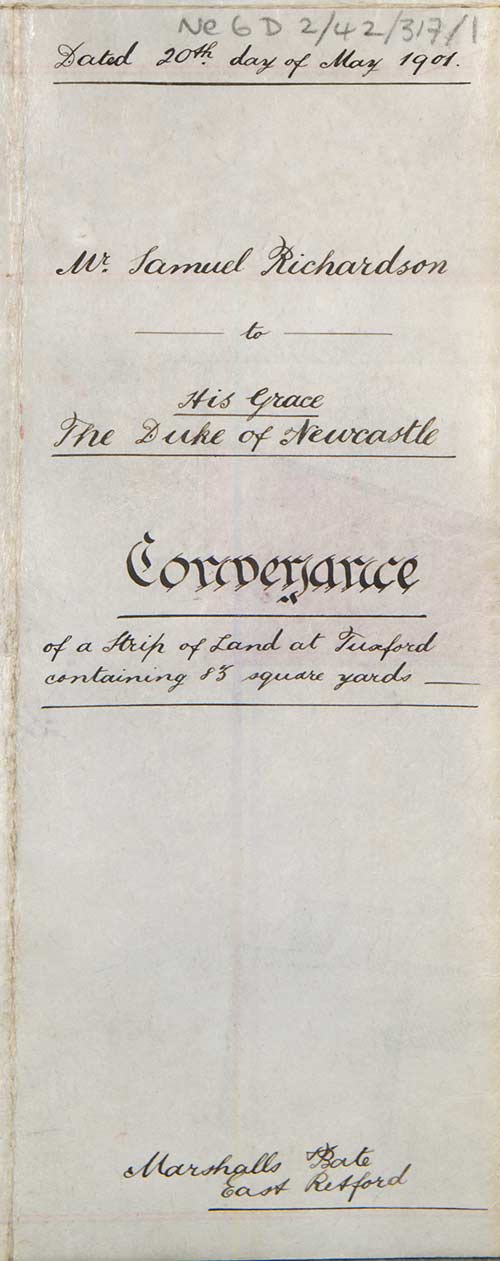 Ne 6 D 2/42/317/1
Dated 20th day of May 1901.
Mr. Samuel Richardson
to
His Grace
The Duke of Newcastle
Conveyance
of a Strip of Land at Tuxford
containing 83 square yards
Marshalls Bate
East Retford